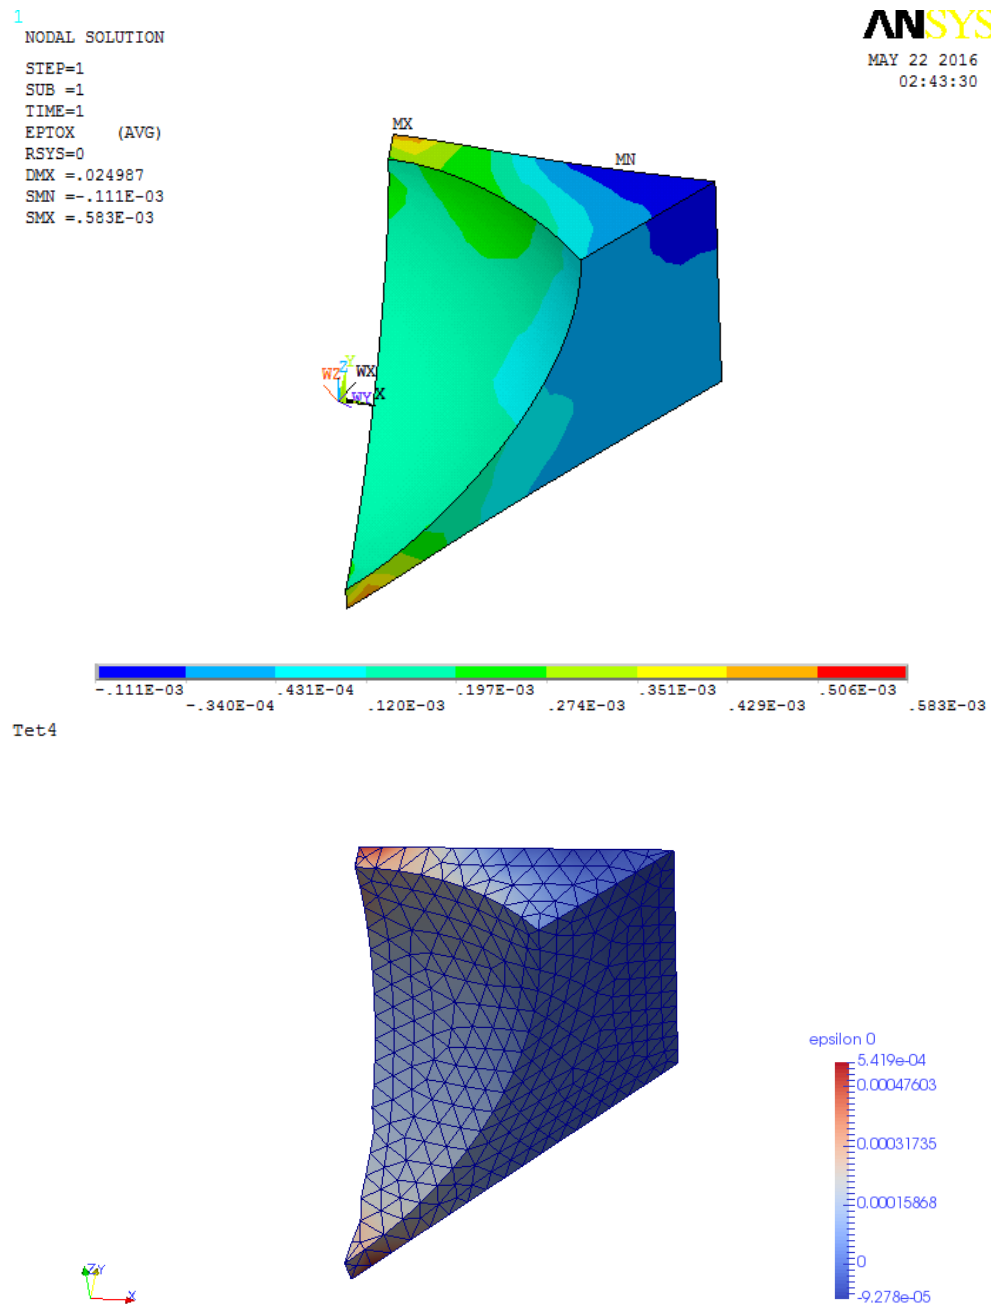 1
NODAL SOLUTION
ANSYS
MAY 22 2016
02:43:30
STEP=1
SUB =1
TIME=1
EPTOX (AVG)
RSYS=0
DMX =.024987
SMN =-.111E-03
SMX =.583E-03
MX
MN
WZ Z Y WX
WY X
-.111E-03 .431E-04 .197E-03 .351E-03 .506E-03
-.340E-04 .120E-03 .274E-03 .429E-03 .583E-03
Tet4
epsilon 0
5.419e-04
0.00047603
0.00031735
0.00015868
0
-9.278e-05
Z Y
X